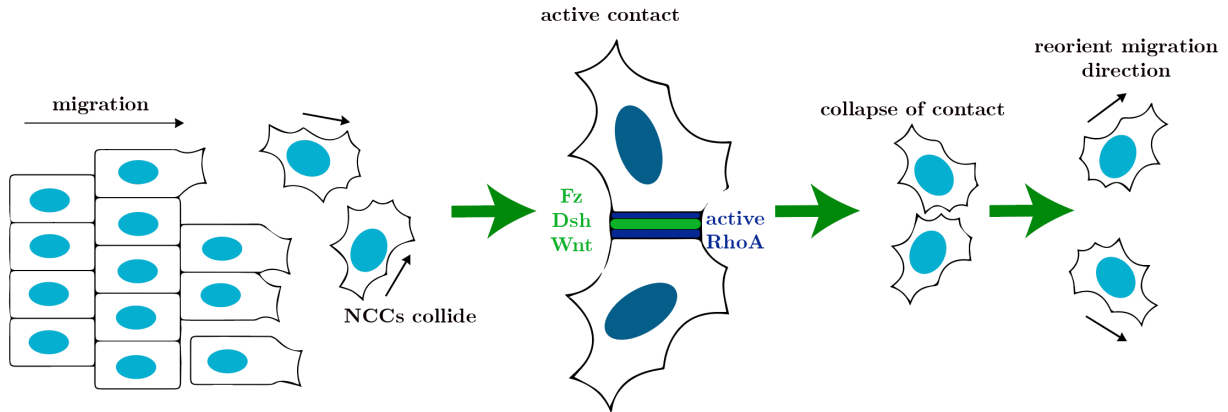 migration
NCCs collide
active contact
Fz
Dsh
Wnt
active
RhoA
collapse of contact
reorient migration
direction